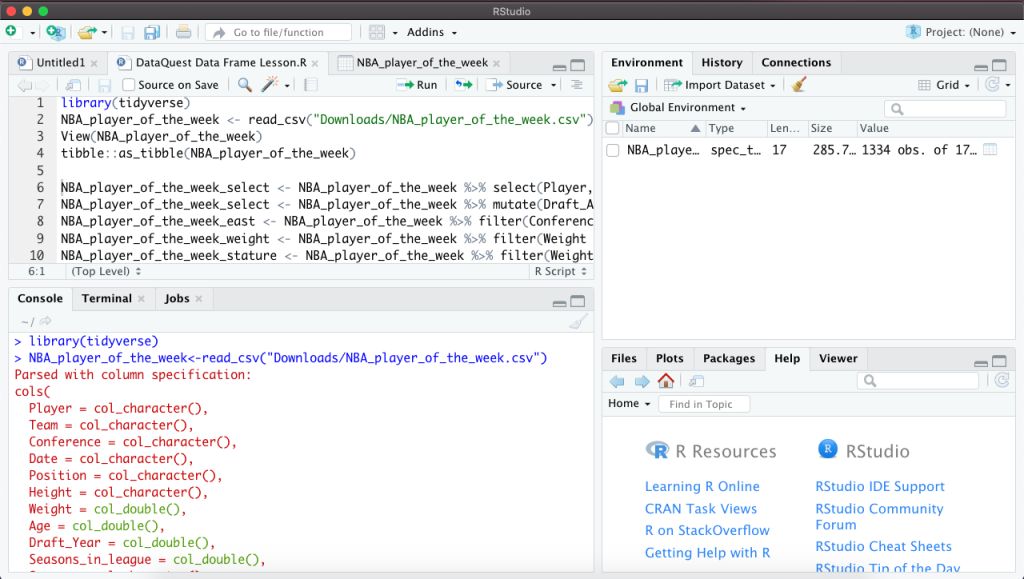 RStudio
Go to file/function
Addins
Project: (None)
Untitled1
DataQuest Data Frame Lesson.R
NBA_player_of_the_week
Source on Save
Run
Source
1 library(tidyverse)
2 NBA_player_of_the_week <- read_csv("Downloads/NBA_player_of_the_week.csv")
3 View(NBA_player_of_the_week)
4 tibble::as_tibble(NBA_player_of_the_week)
5
6 NBA_player_of_the_week_select <- NBA_player_of_the_week %>% select(Player,
7 NBA_player_of_the_week_select <- NBA_player_of_the_week %>% mutate(Draft_A
8 NBA_player_of_the_week_east <- NBA_player_of_the_week %>% filter(Conferenc
9 NBA_player_of_the_week_weight <- NBA_player_of_the_week %>% filter(Weight
10 NBA_player_of_the_week_stature <- NBA_player_of_the_week %>% filter(Weight
6:1 (Top Level) R Script
Console Terminal Jobs
~/
> library(tidyverse)
> NBA_player_of_the_week<-read_csv("Downloads/NBA_player_of_the_week.csv")
Parsed with column specification:
cols(
Player = col_character(),
Team = col_character(),
Conference = col_character(),
Date = col_character(),
Position = col_character(),
Height = col_character(),
Weight = col_double(),
Age = col_double(),
Draft_Year = col_double(),
Seasons_in_league = col_double(),
Environment History Connections
Import Dataset Grid
Global Environment
Name Type Len... Size Value
NBA_playe... spec_t... 17 285.7... 1334 obs. of 17...
Files Plots Packages Help Viewer
Home Find in Topic
R R Resources
Learning R Online
CRAN Task Views
R on StackOverflow
Getting Help with R
R RStudio
RStudio IDE Support
RStudio Community
Forum
RStudio Cheat Sheets
RStudio Tip of the Day